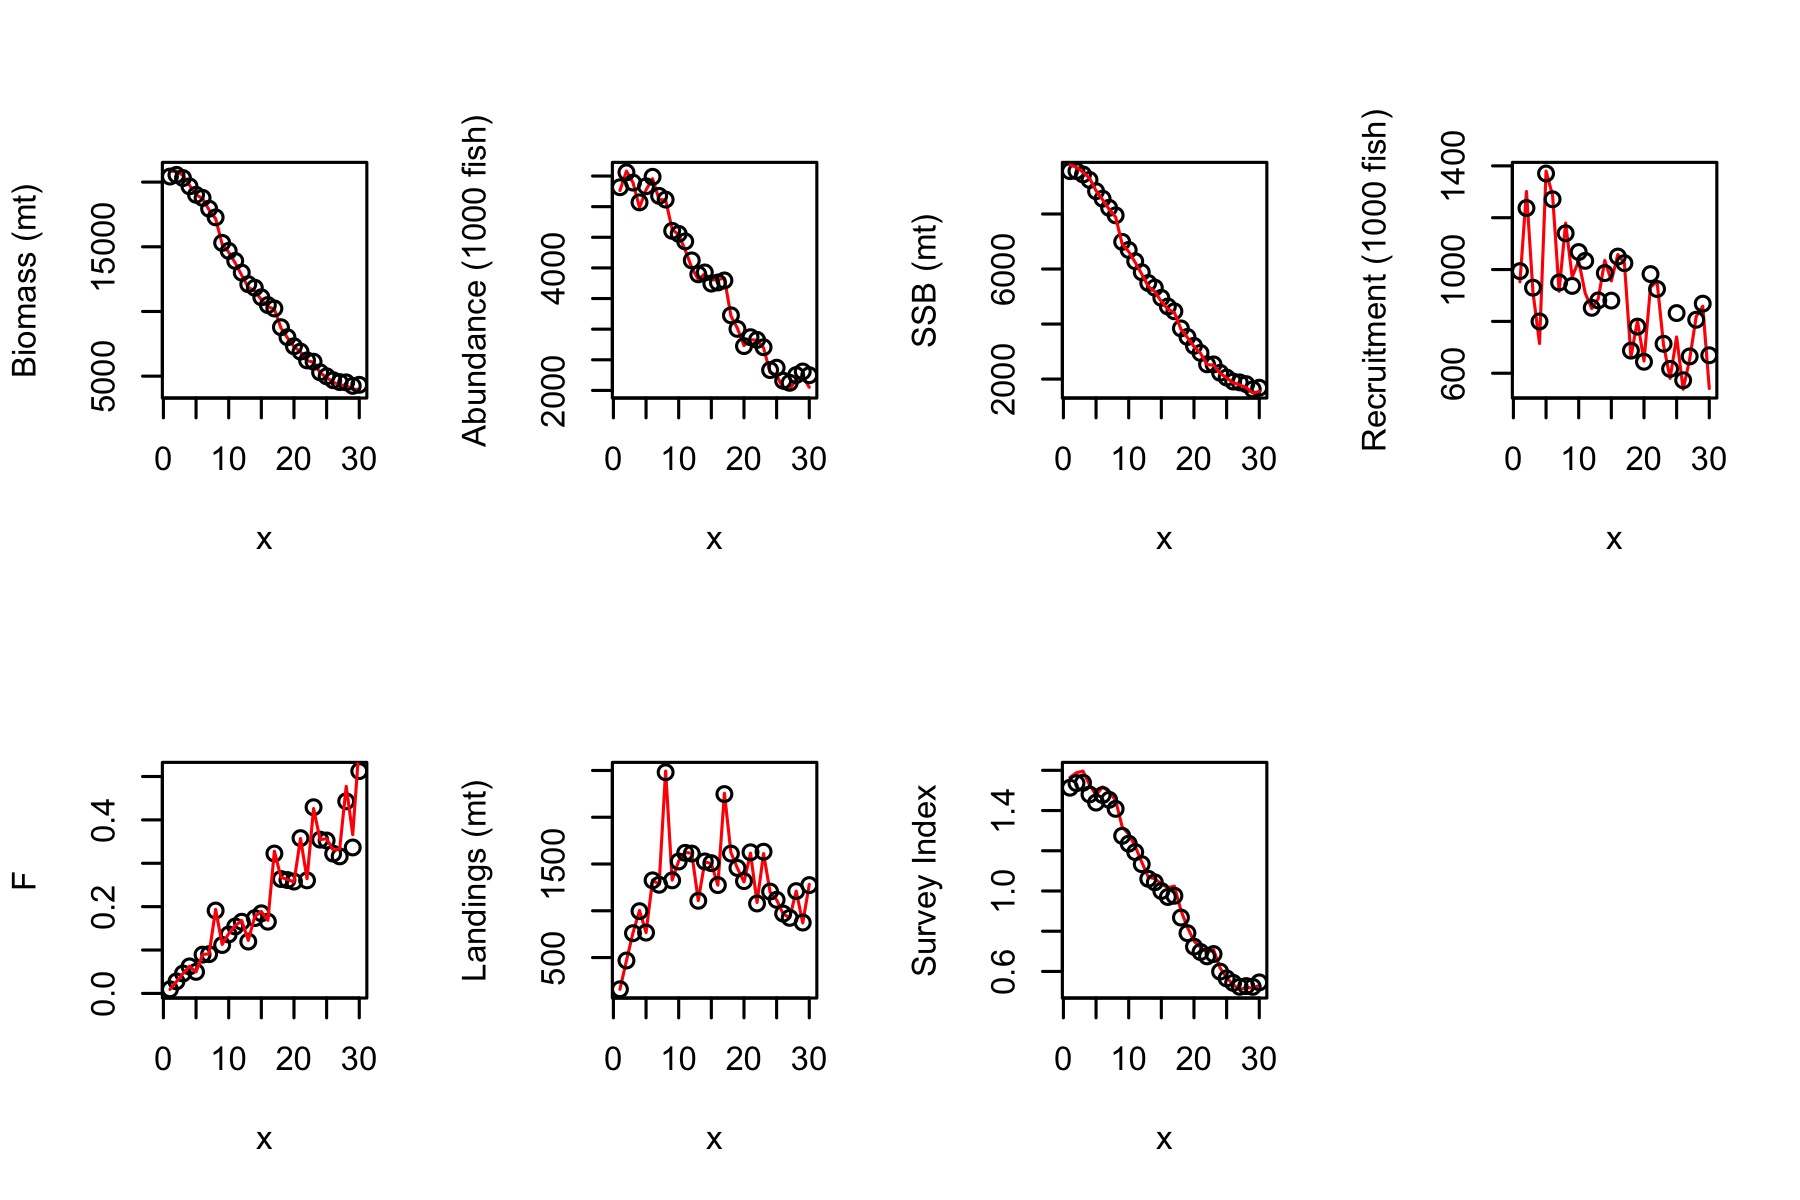 Biomass (mt)
5000 15000
0 10 20 30
x
Abundance (1000 fish)
2000 4000
0 10 20 30
x
SSB (mt)
2000 6000
0 10 20 30
x
Recruitment (1000 fish)
600 1000 1400
0 10 20 30
x
F
0.0 0.2 0.4
0 10 20 30
x
Landings (mt)
500 1500
0 10 20 30
x
Survey Index
0.6 1.0 1.4
0 10 20 30
x